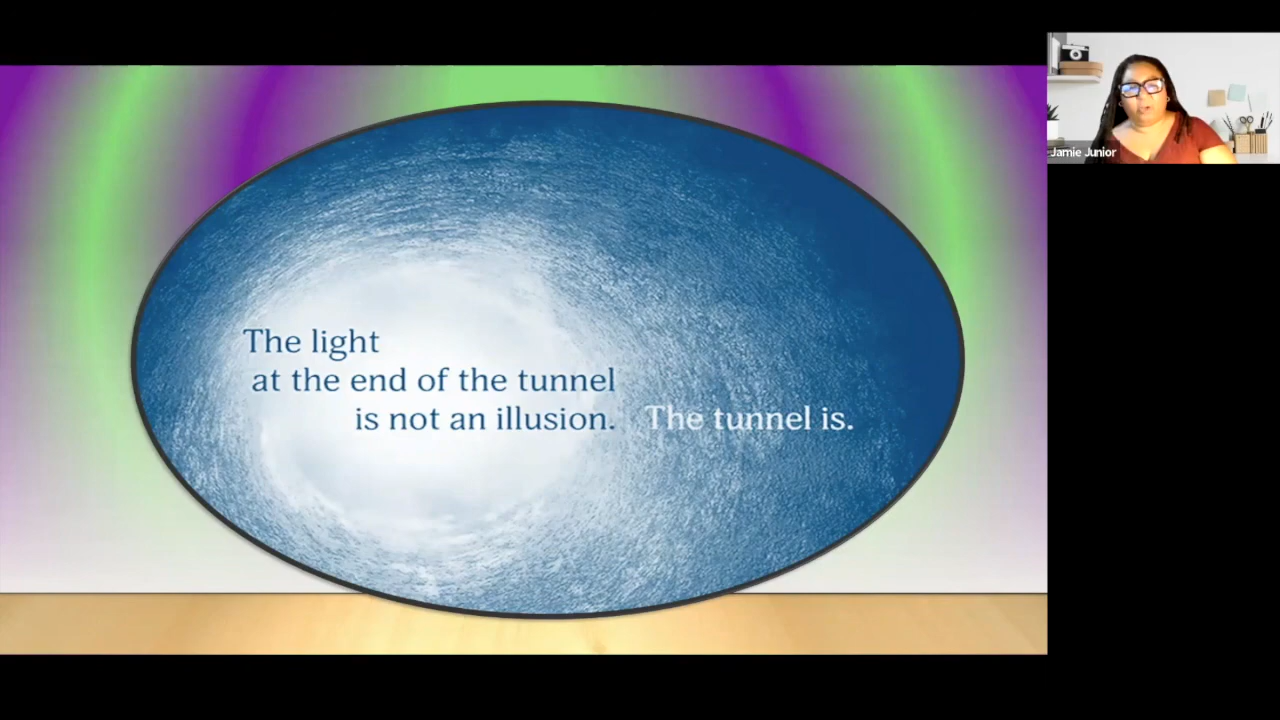 The light
at the end of the tunnel
is not an illusion. The tunnel is.
Jamie Junior